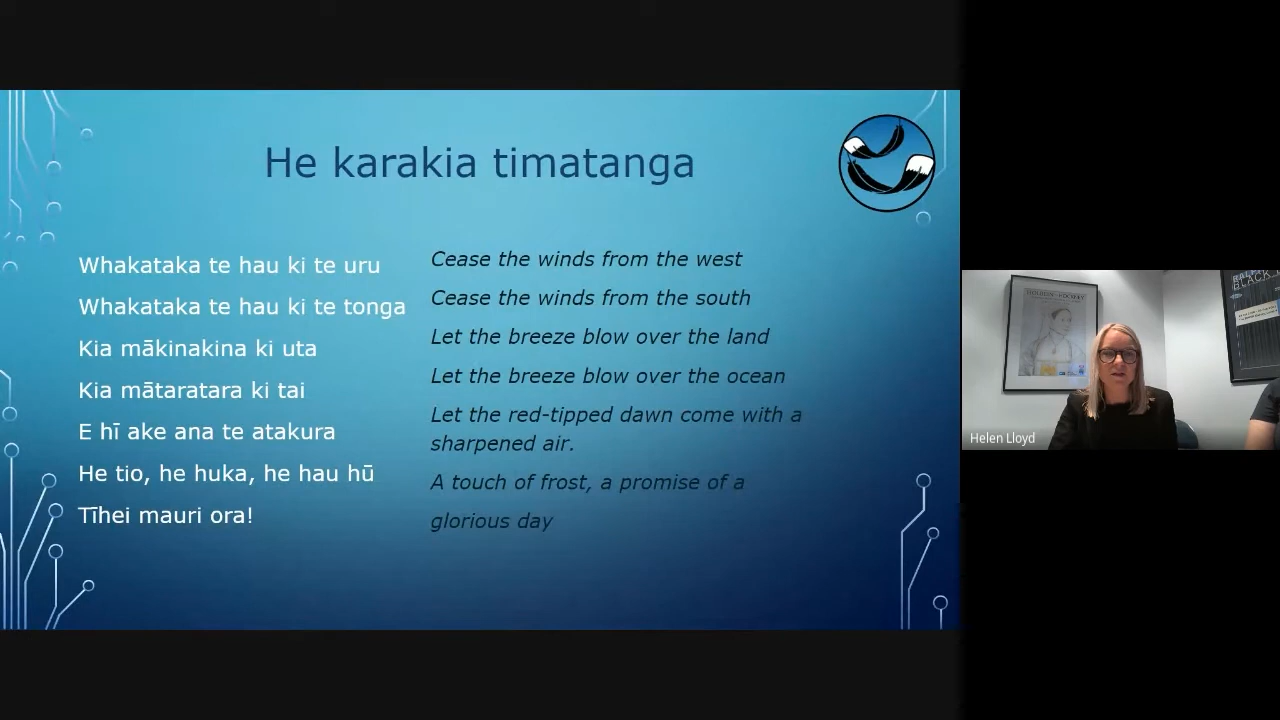 He karakia timatanga
Whakataka te hau ki te uru
Whakataka te hau ki te tonga
Kia mākinakina ki uta
Kia mātaratara ki tai
E hī ake ana te atakura
He tio, he huka, he hau hū
Tīhei mauri ora!
Cease the winds from the west
Cease the winds from the south
Let the breeze blow over the land
Let the breeze blow over the ocean
Let the red-tipped dawn come with a
sharpened air.
A touch of frost, a promise of a
glorious day
Helen Lloyd